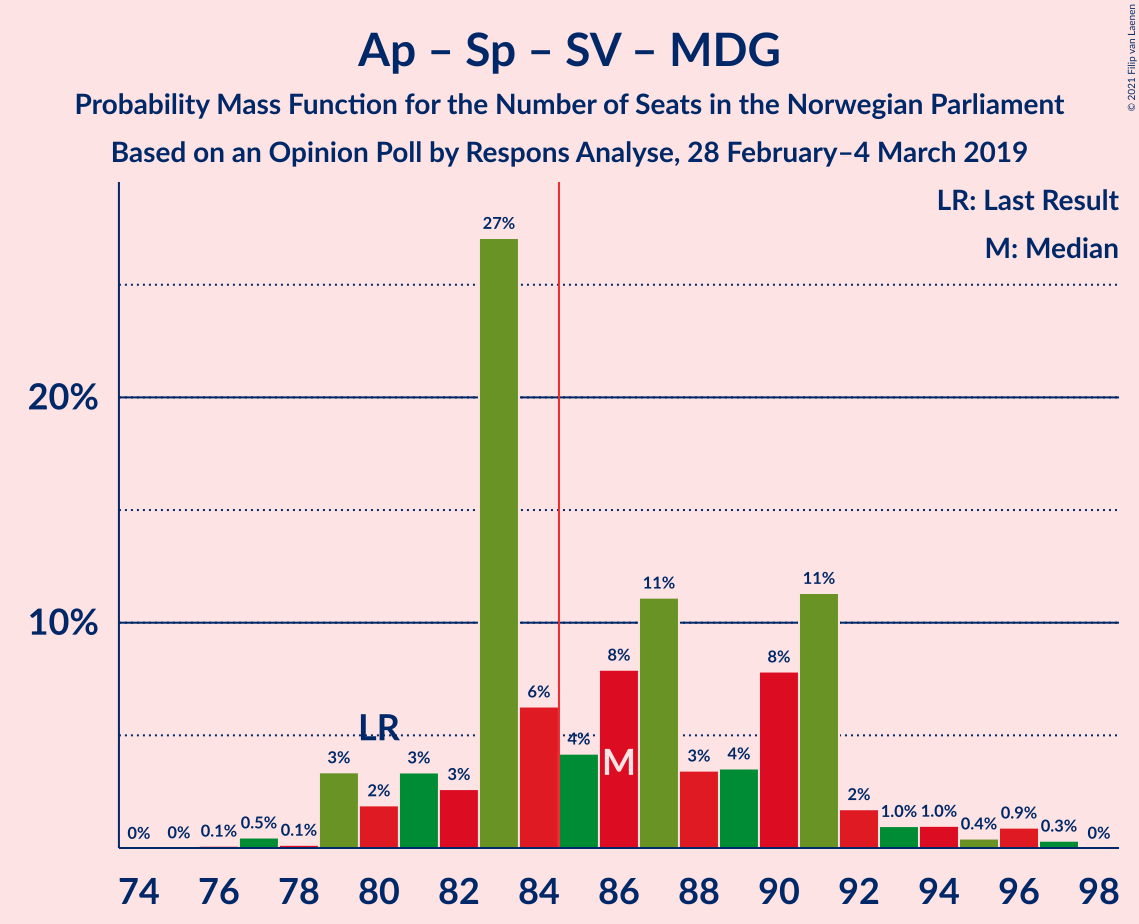 © 2021 Filip van Laenen
Ap – Sp – SV – MDG
Probability Mass Function for the Number of Seats in the Norwegian Parliament
Based on an Opinion Poll by Respons Analyse, 28 February–4 March 2019
LR: Last Result
M: Median
20%
10%
0% 0% 0.1% 0.5% 0.1% 3% 2% 3% 3% 27% 6% 4% 8% 11% 3% 4% 8% 11% 2% 1.0% 1.0% 0.4% 0.9% 0.3% 0%
LR
M
74 76 78 80 82 84 86 88 90 92 94 96 98